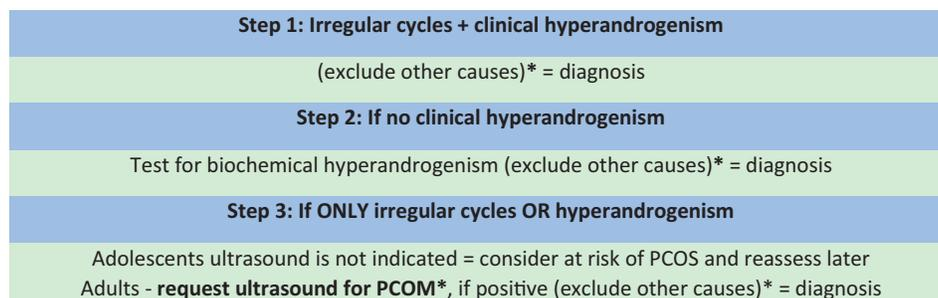 Step 1: Irregular cycles + clinical hyperandrogenism
(exclude other causes)* = diagnosis
Step 2: If no clinical hyperandrogenism
Test for biochemical hyperandrogenism (exclude other causes)* = diagnosis
Step 3: If ONLY irregular cycles OR hyperandrogenism
Adolescents ultrasound is not indicated = consider at risk of PCOS and reassess later
Adults - request ultrasound for PCOM*, if positive (exclude other causes)* = diagnosis